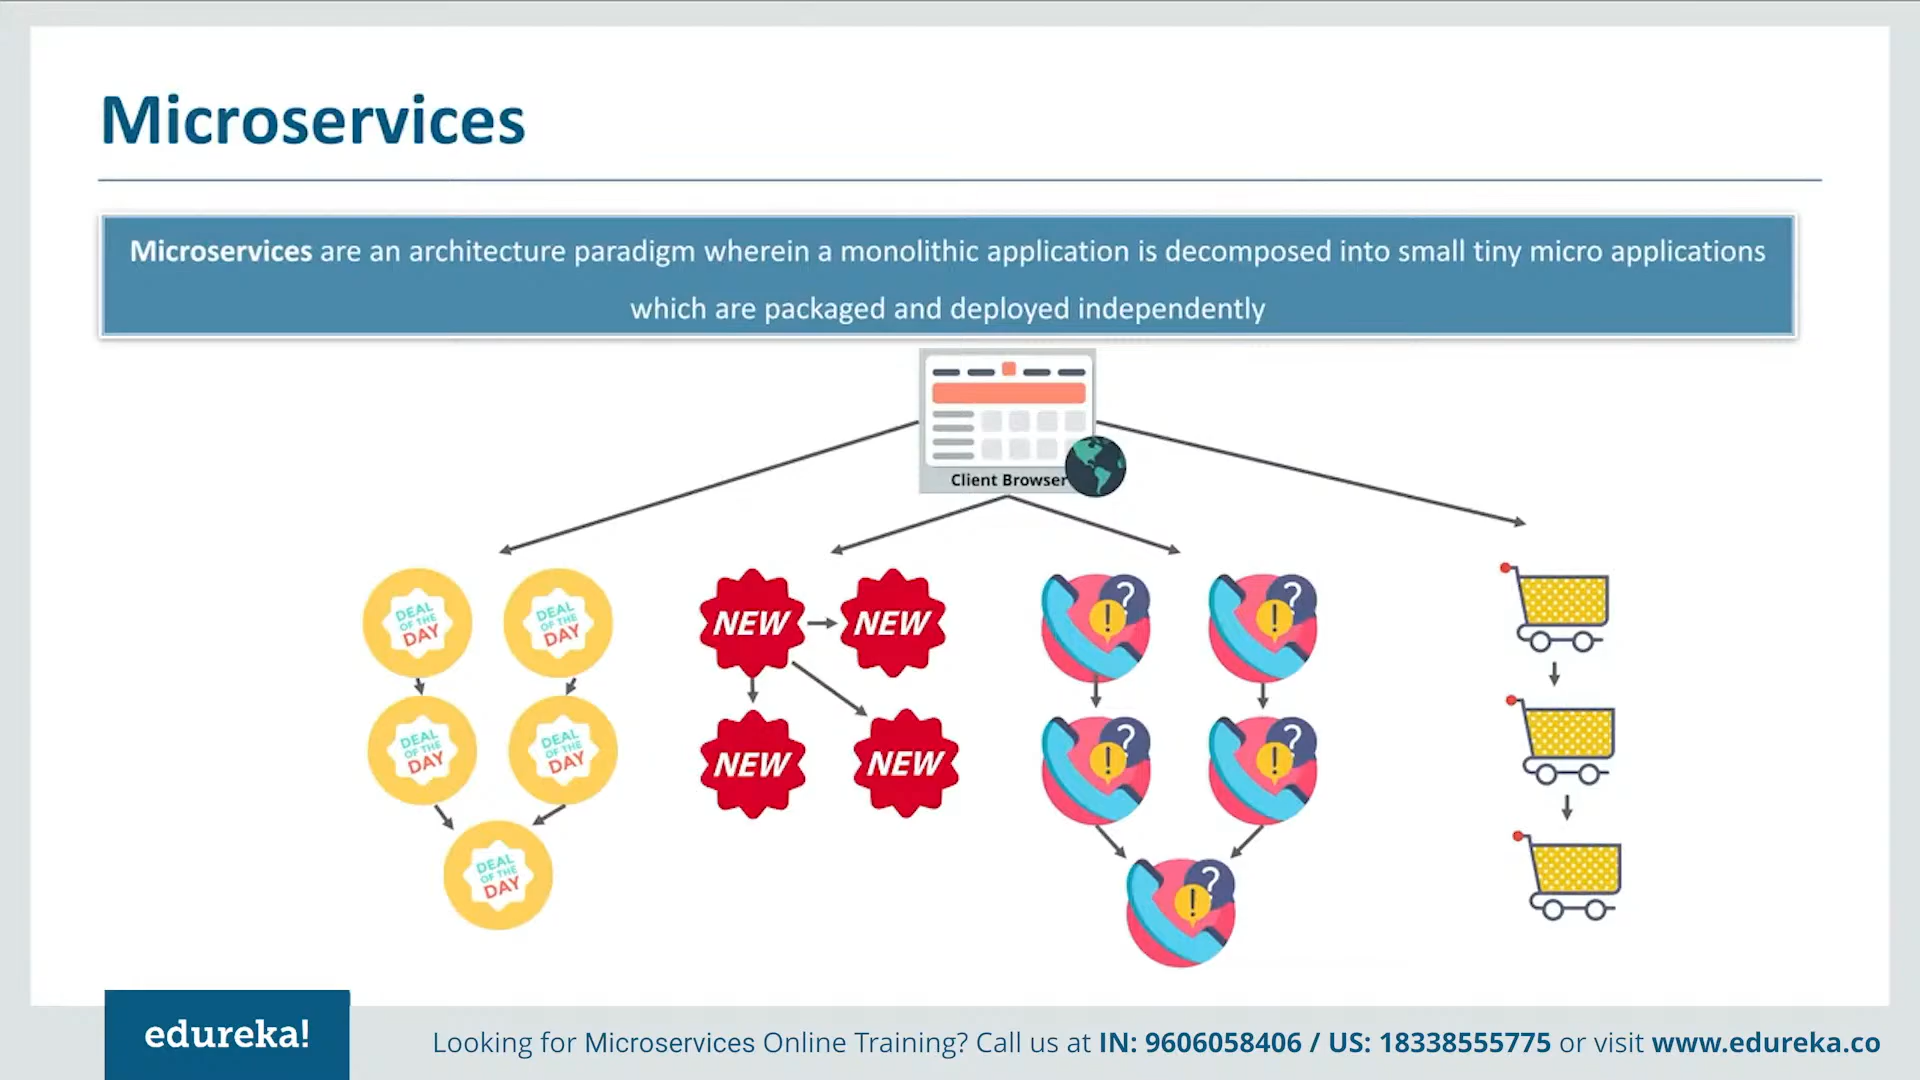 Microservices
Microservices are an architecture paradigm wherein a monolithic application is decomposed into small tiny micro applications
which are packaged and deployed independently
Client Browser
DEAL
OF THE
DAY
DEAL
OF THE
DAY
NEW
NEW
?
!
?
!
DEAL
OF THE
DAY
DEAL
OF THE
DAY
NEW
NEW
?
!
?
!
DEAL
OF THE
DAY
?
!
edureka!
Looking for Microservices Online Training? Call us at IN: 9606058406 / US: 18338555775 or visit www.edureka.co